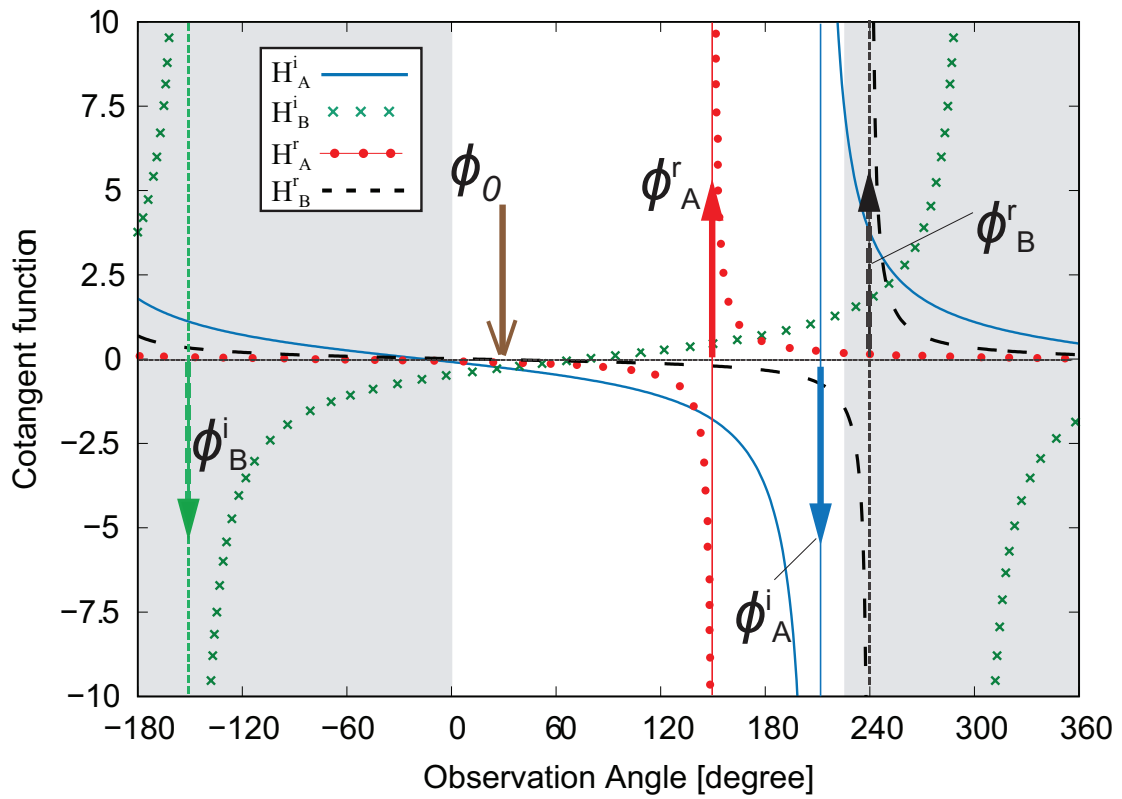 10
7.5
5
2.5
0
−2.5
−5
−7.5
−10
Cotangent function
H^i_A
H^i_B
H^r_A
H^r_B
ϕ_0
ϕ^r_A
ϕ^r_B
ϕ^i_B
ϕ^i_A
−180 −120 −60 0 60 120 180 240 300 360
Observation Angle [degree]